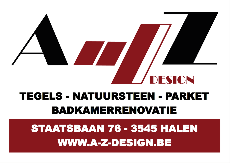 A Z
DESIGN
TEGELS - NATUURSTEEN - PARKET
BADKAMERRENOVATIE
STAATSBAAN 76 - 3545 HALEN
WWW.A-Z-DESIGN.BE